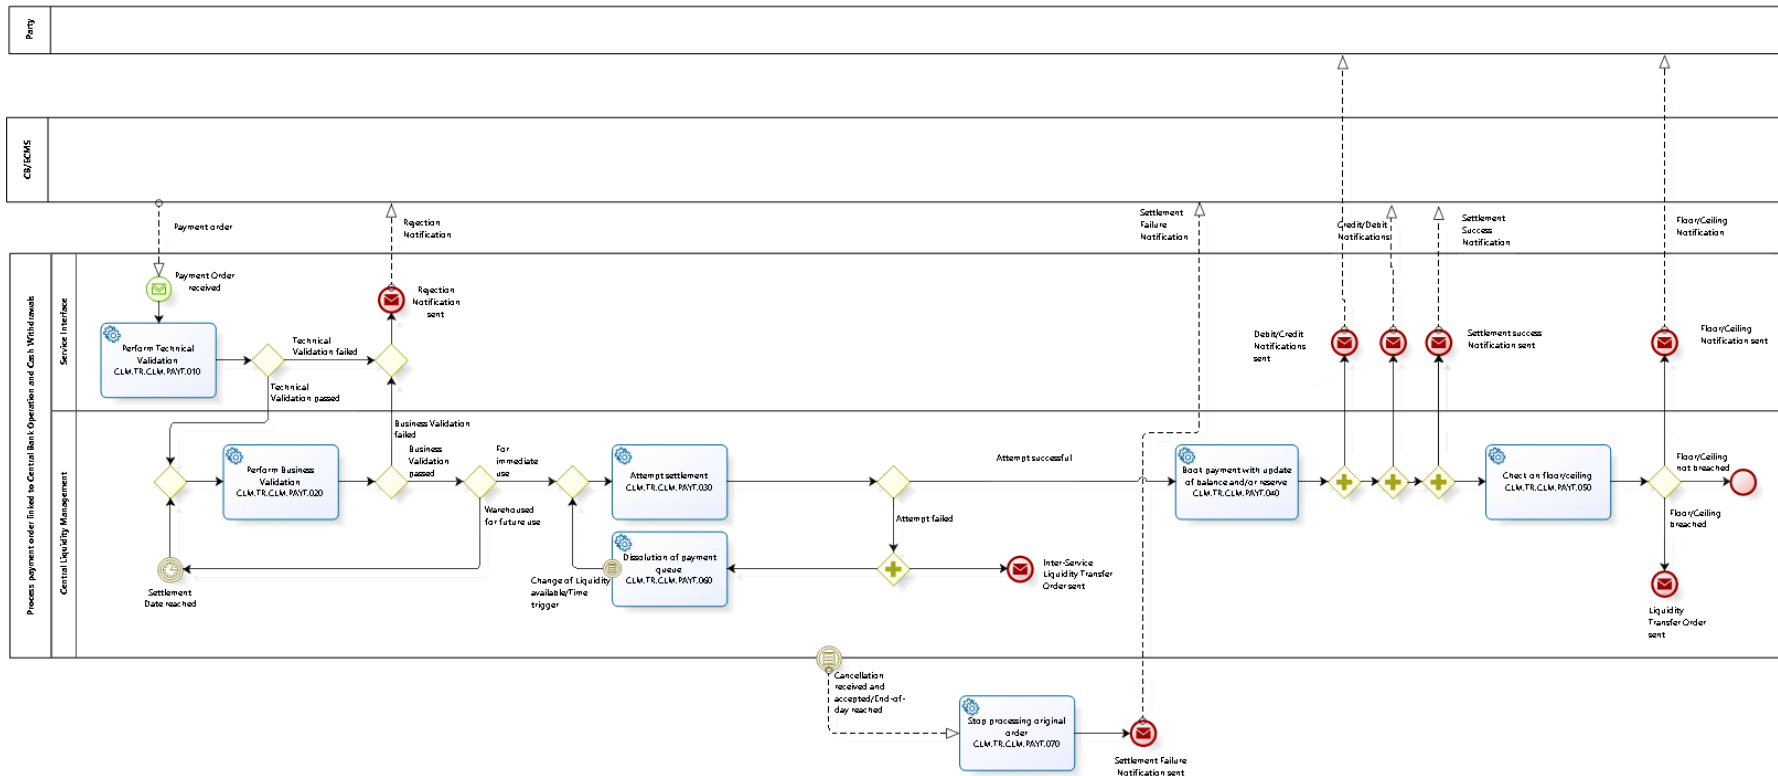 Party
CB/ECMS
Payment order
Rejection
Notification
Settlement
Failure
Notification
Credit/Debit
Notifications
Settlement
Success
Notification
Floor/Ceiling
Notification
Process payment order linked to Central Bank Operation and Cash Withdrawals
Service Interface
Payment Order
received
Rejection
Notification
sent
Perform Technical
Validation
CLM.TR.CLM.PAYT.010
Technical
Validation failed
Technical
Validation passed
Debit/Credit
Notifications
sent
Settlement success
Notification sent
Floor/Ceiling
Notification sent
Central Liquidity Management
Business Validation
failed
Perform Business
Validation
CLM.TR.CLM.PAYT.020
Business
Validation
passed
For
immediate
use
Warehoused
for future use
Attempt settlement
CLM.TR.CLM.PAYT.030
Attempt successful
Attempt failed
Book payment with update
of balance and/or reserve
CLM.TR.CLM.PAYT.040
Check on floor/ceiling
CLM.TR.CLM.PAYT.050
Floor/Ceiling
not breached
Floor/Ceiling
breached
Settlement
Date reached
Change of Liquidity
available/Time
trigger
Dissolution of payment
queue
CLM.TR.CLM.PAYT.060
Inter-Service
Liquidity Transfer
Order sent
Liquidity
Transfer Order
sent
Cancellation
received and
accepted/End-of-
day reached
Stop processing original
order
CLM.TR.CLM.PAYT.070
Settlement Failure
Notification sent